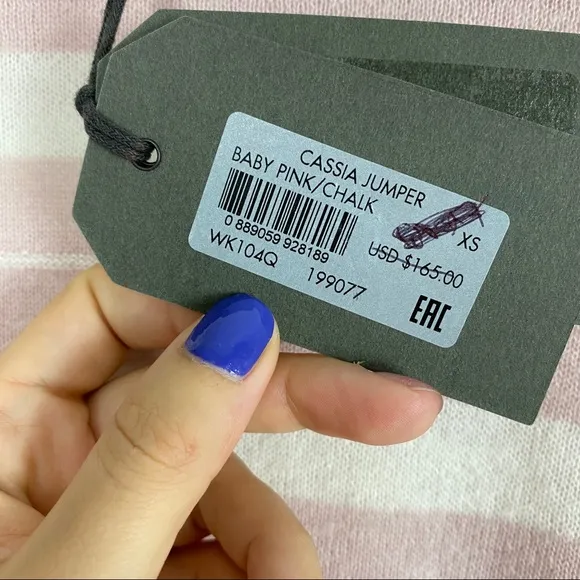 CASSIA JUMPER
BABY PINK/CHALK
XS
0 889059 928189
USD $165.00
WK104Q
199077
EAC